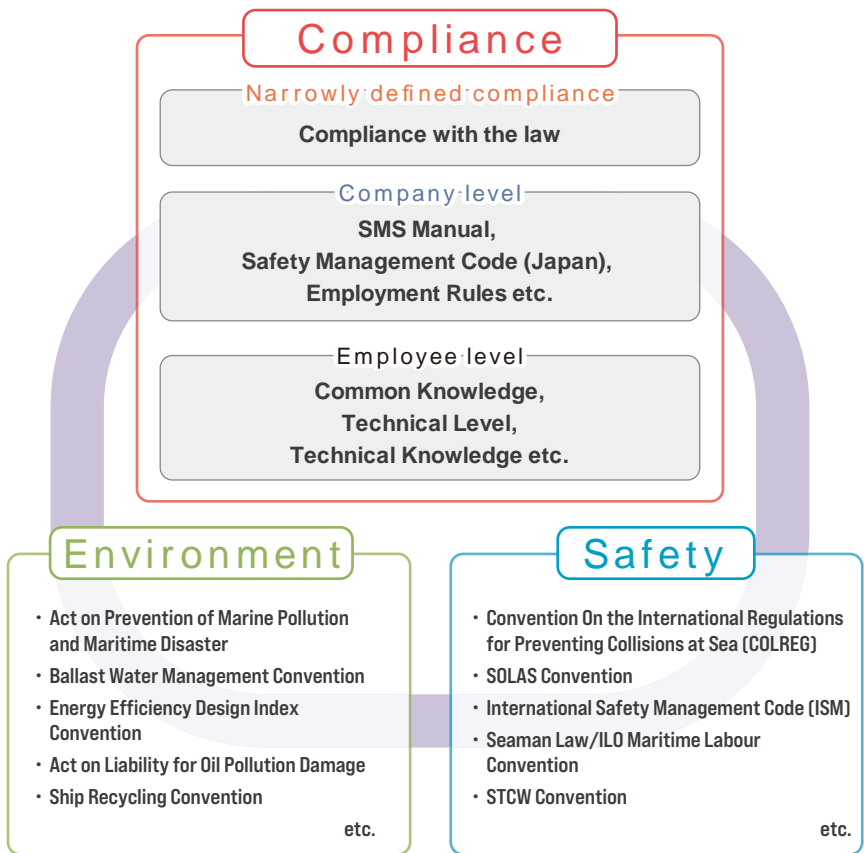 Compliance
Narrowly defined compliance
Compliance with the law
Company level
SMS Manual,
Safety Management Code (Japan),
Employment Rules etc.
Employee level
Common Knowledge,
Technical Level,
Technical Knowledge etc.
Environment
・Act on Prevention of Marine Pollution
and Maritime Disaster
・Ballast Water Management Convention
・Energy Efficiency Design Index
Convention
・Act on Liability for Oil Pollution Damage
・Ship Recycling Convention
etc.
Safety
・Convention On the International Regulations
for Preventing Collisions at Sea (COLREG)
・SOLAS Convention
・International Safety Management Code (ISM)
・Seaman Law/ILO Maritime Labour
Convention
・STCW Convention
etc.